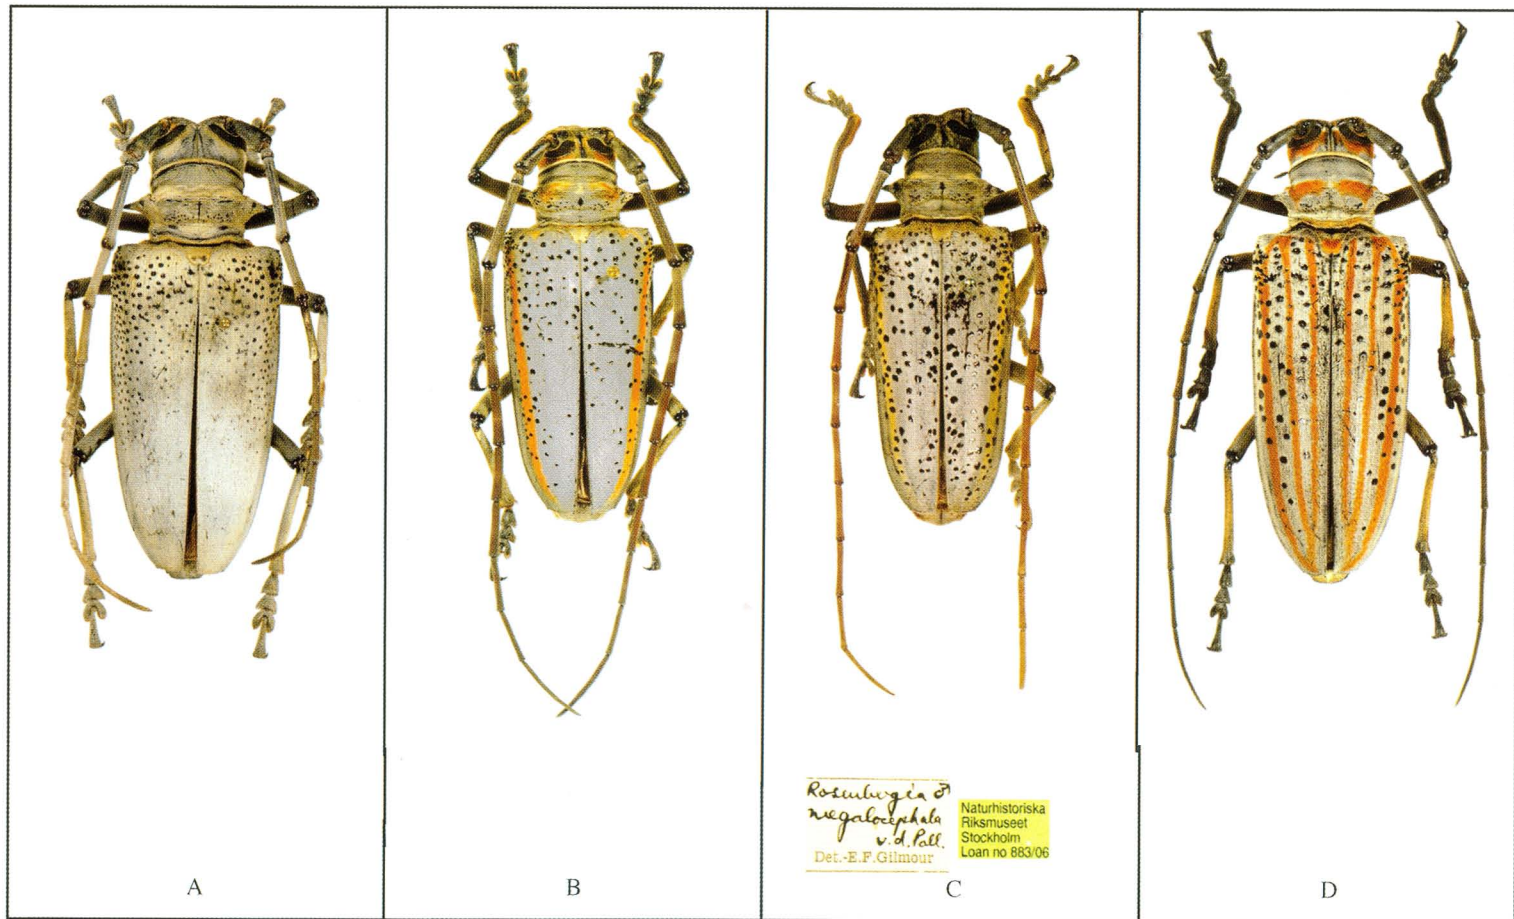 Rosenbergia ♂
megalocephala
v.d.Poll.
Det.-E.F.Gilmour
Naturhistoriska
Riksmuseet
Stockholm
Loan no 883/06
A
B
C
D